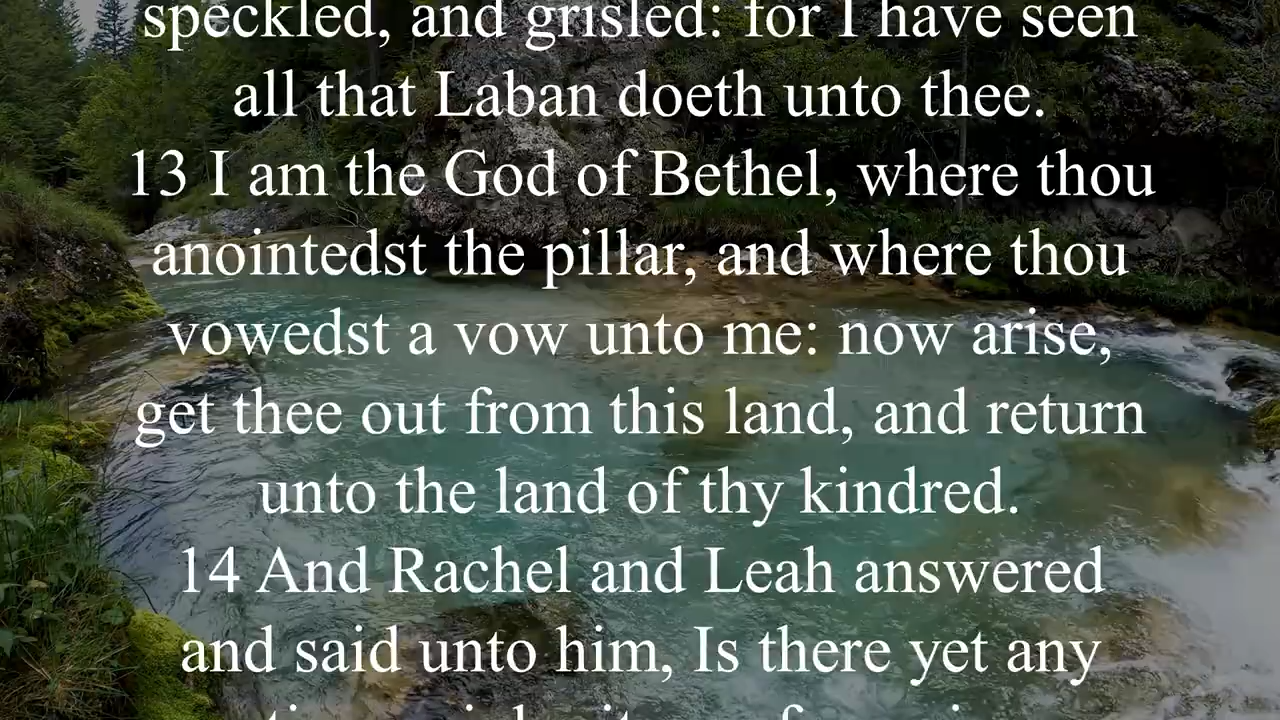 speckled, and grisled: for I have seen
all that Laban doeth unto thee.
13 I am the God of Bethel, where thou
anointedst the pillar, and where thou
vowedst a vow unto me: now arise,
get thee out from this land, and return
unto the land of thy kindred.
14 And Rachel and Leah answered
and said unto him, Is there yet any